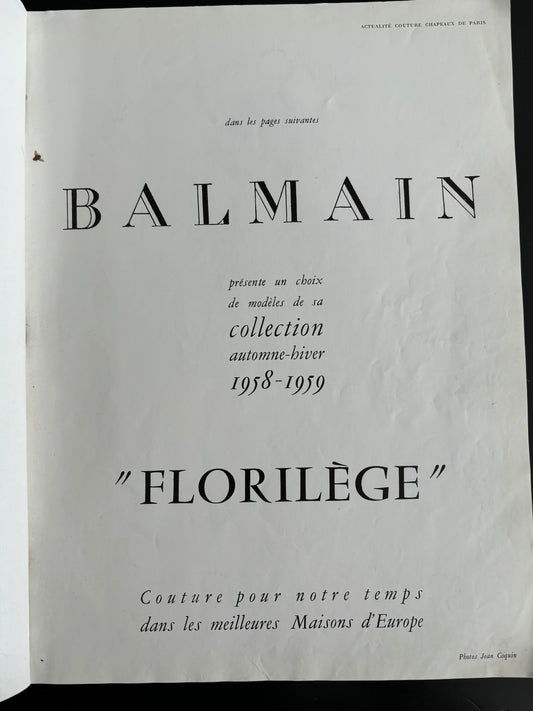 ACTUALITÉ COUTURE CHAPEAUX DE PARIS
dans les pages suivantes
BALMAIN
présente un choix
de modèles de sa
collection
automne-hiver
1958-1959
"FLORILÈGE"
Couture pour notre temps
dans les meilleures Maisons d'Europe
Photos Jean Coquin